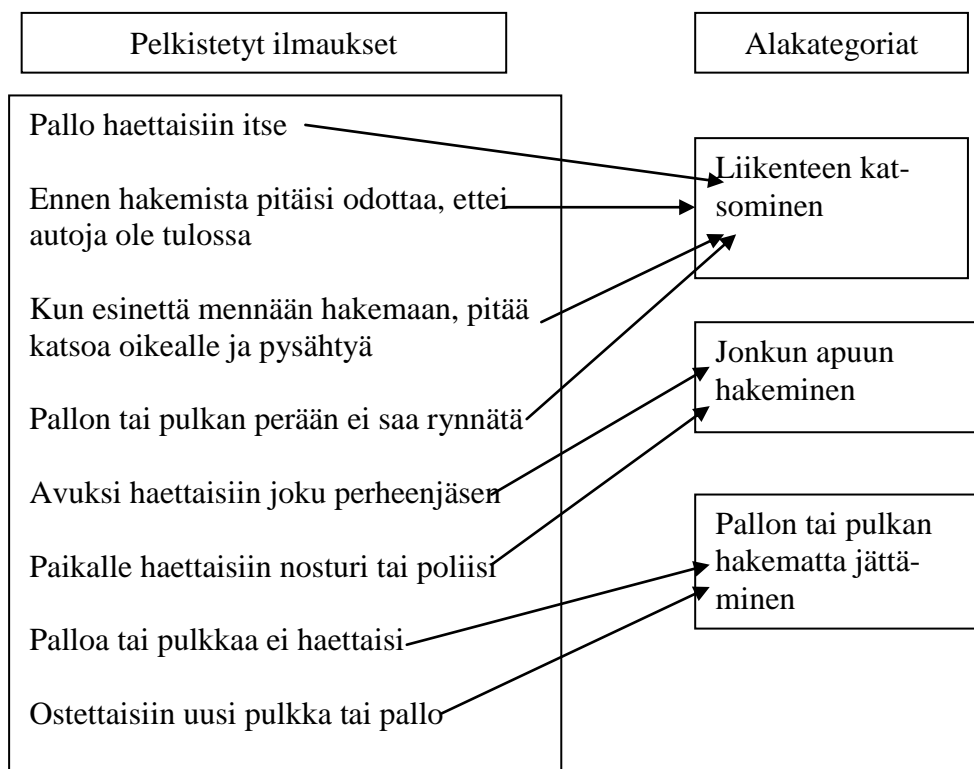 Pelkistetyt ilmaukset
Alakategoriat
Pallo haettaisiin itse
Ennen hakemista pitäisi odottaa, ettei
autoja ole tulossa
Kun esinettä mennään hakemaan, pitää
katsoa oikealle ja pysähtyä
Pallon tai pulkan perään ei saa rynnätä
Avuksi haettaisiin joku perheenjäsen
Paikalle haettaisiin nosturi tai poliisi
Palloa tai pulkkaa ei haettaisi
Ostettaisiin uusi pulkka tai pallo
Liikenteen kat-
sominen
Jonkun apuun
hakeminen
Pallon tai pulkan
hakematta jättä-
minen